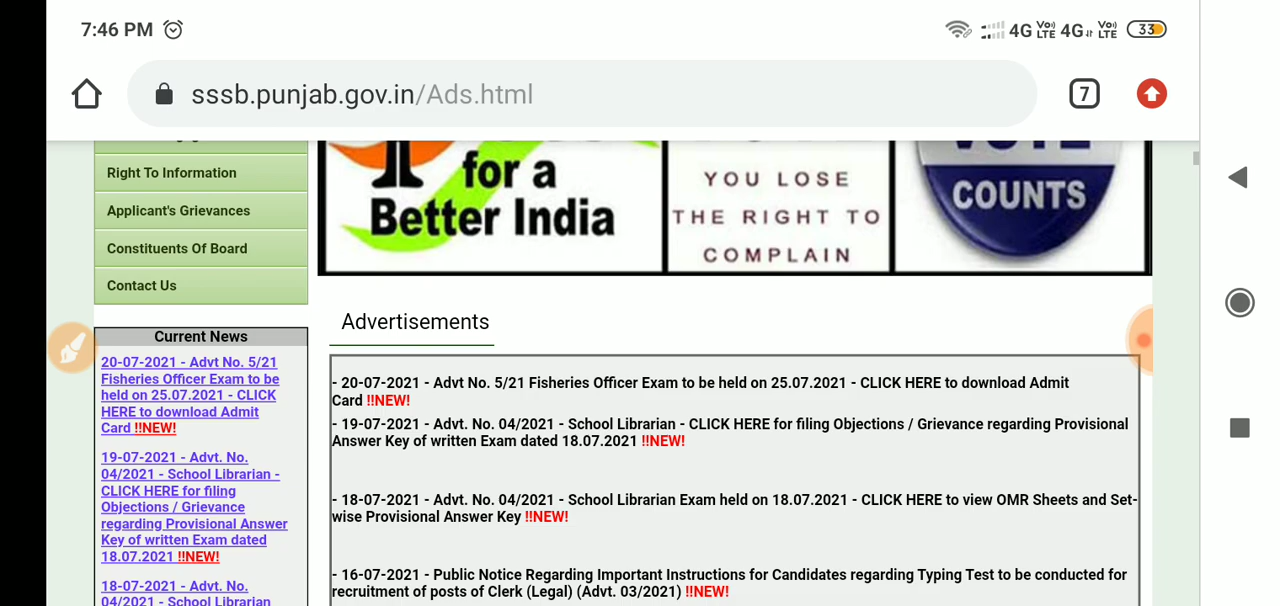 7:46 PM
4G Vo)) LTE 4G Vo)) LTE 33
sssb.punjab.gov.in/Ads.html
7
Right To Information
Applicant's Grievances
Constituents Of Board
Contact Us
for a
Better India
YOU LOSE
THE RIGHT TO
COMPLAIN
VOTE
COUNTS
Advertisements
Current News
20-07-2021 - Advt No. 5/21
Fisheries Officer Exam to be
held on 25.07.2021 - CLICK
HERE to download Admit
Card !!NEW!
19-07-2021 - Advt. No.
04/2021 - School Librarian -
CLICK HERE for filing
Objections / Grievance
regarding Provisional Answer
Key of written Exam dated
18.07.2021 !!NEW!
18-07-2021 - Advt. No.
04/2021 - School Librarian
- 20-07-2021 - Advt No. 5/21 Fisheries Officer Exam to be held on 25.07.2021 - CLICK HERE to download Admit
Card !!NEW!
- 19-07-2021 - Advt. No. 04/2021 - School Librarian - CLICK HERE for filing Objections / Grievance regarding Provisional
Answer Key of written Exam dated 18.07.2021 !!NEW!
- 18-07-2021 - Advt. No. 04/2021 - School Librarian Exam held on 18.07.2021 - CLICK HERE to view OMR Sheets and Set-
wise Provisional Answer Key !!NEW!
- 16-07-2021 - Public Notice Regarding Important Instructions for Candidates regarding Typing Test to be conducted for
recruitment of posts of Clerk (Legal) (Advt. 03/2021) !!NEW!